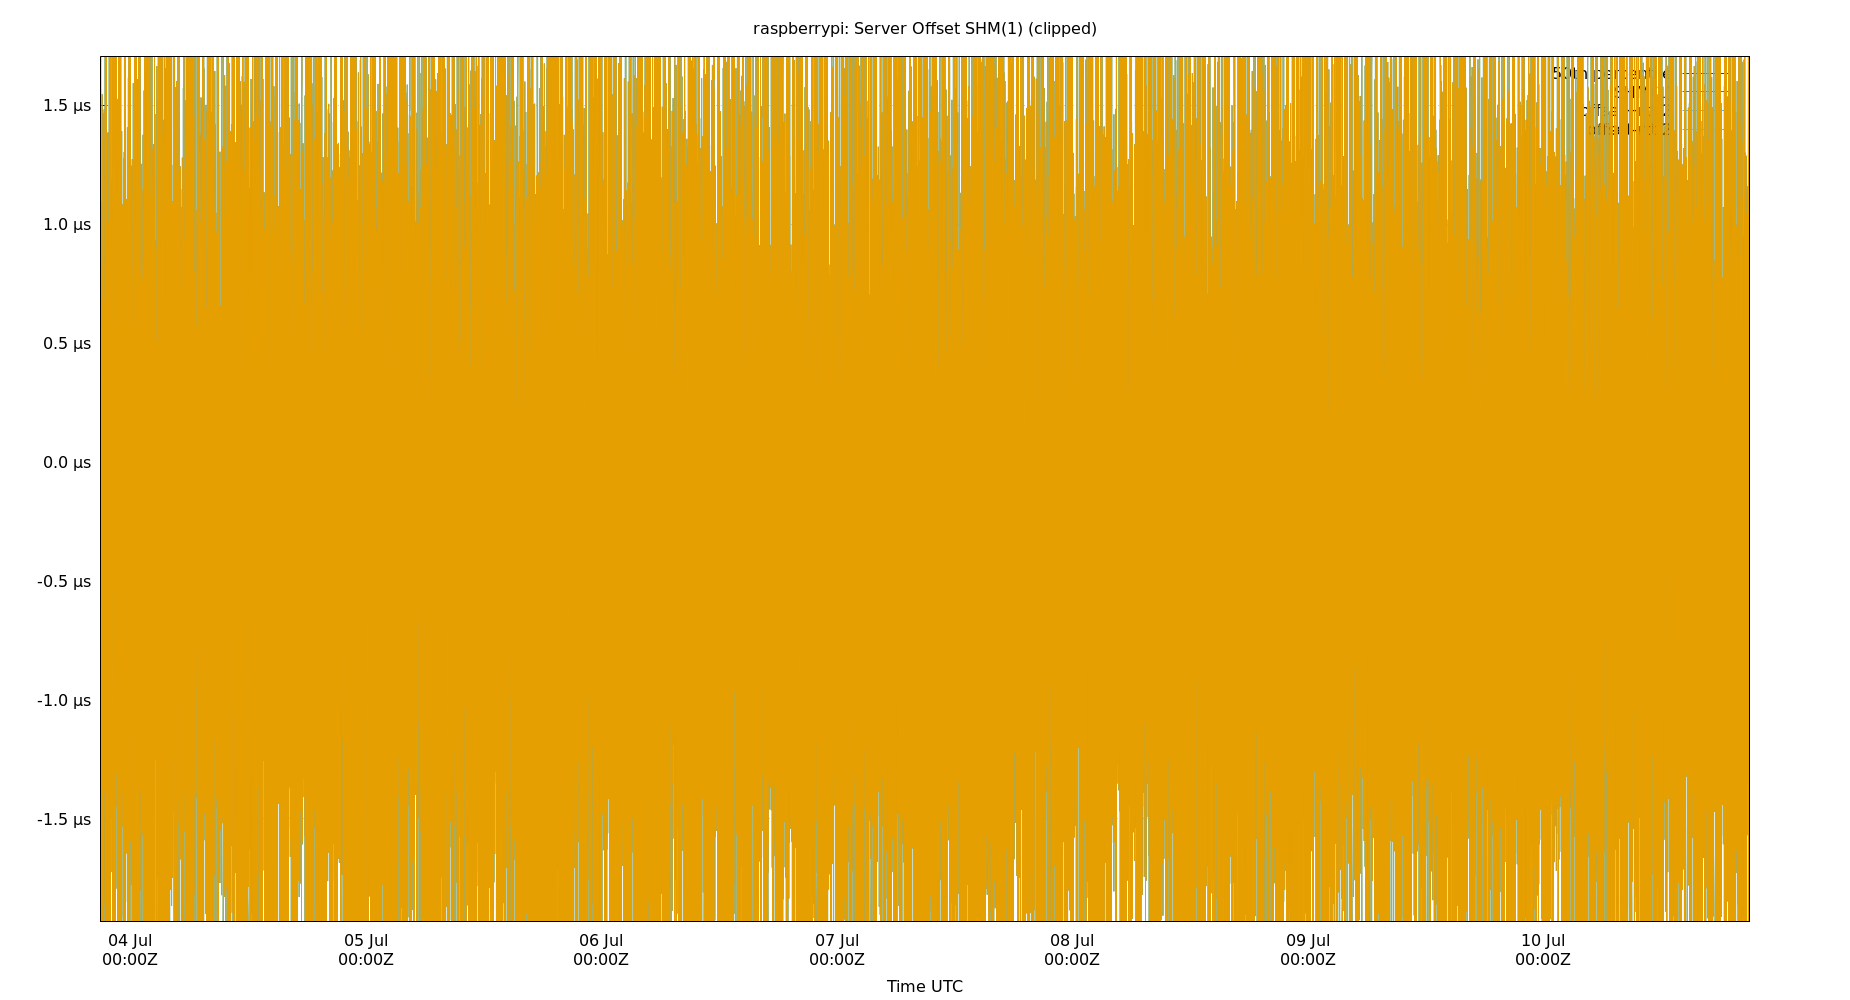 raspberrypi: Server Offset SHM(1) (clipped)
1.5 µs
1.0 µs
0.5 µs
0.0 µs
-0.5 µs
-1.0 µs
-1.5 µs
04 Jul 05 Jul 06 Jul 07 Jul 08 Jul 09 Jul 10 Jul
00:00Z 00:00Z 00:00Z 00:00Z 00:00Z 00:00Z 00:00Z
Time UTC